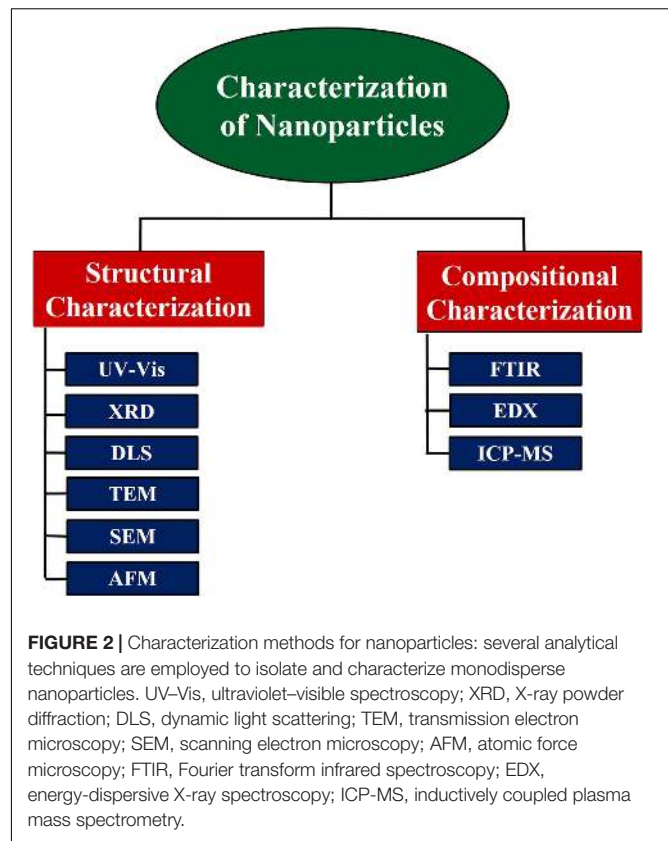 Characterization
of Nanoparticles
Structural
Characterization
UV-Vis
XRD
DLS
TEM
SEM
AFM
Compositional
Characterization
FTIR
EDX
ICP-MS
FIGURE 2 | Characterization methods for nanoparticles: several analytical
techniques are employed to isolate and characterize monodisperse
nanoparticles. UV–Vis, ultraviolet–visible spectroscopy; XRD, X-ray powder
diffraction; DLS, dynamic light scattering; TEM, transmission electron
microscopy; SEM, scanning electron microscopy; AFM, atomic force
microscopy; FTIR, Fourier transform infrared spectroscopy; EDX,
energy-dispersive X-ray spectroscopy; ICP-MS, inductively coupled plasma
mass spectrometry.